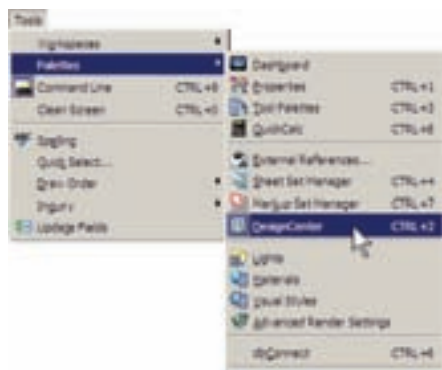 Tools
Workspaces
Palettes
Command Line CTRL+9
Clean Screen CTRL+0
Spelling
Quick Select...
Draw Order
Inquiry
Update Fields
Dashboard
Properties CTRL+1
Tool Palettes CTRL+3
QuickCalc CTRL+8
External References...
Sheet Set Manager CTRL+4
Markup Set Manager CTRL+7
DesignCenter CTRL+2
Lights
Materials
Visual Styles
Advanced Render Settings
dbConnect CTRL+6